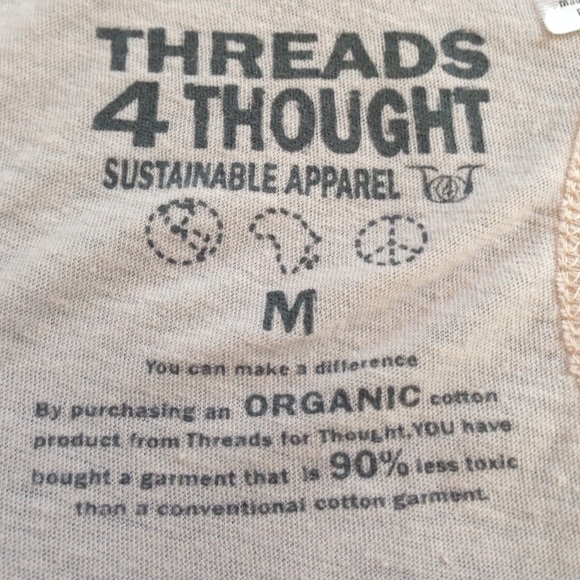 THREADS
4 THOUGHT
SUSTAINABLE APPAREL
M
You can make a difference
By purchasing an ORGANIC cotton
product from Threads for Thought.YOU have
bought a garment that is 90% less toxic
than a conventional cotton garment.